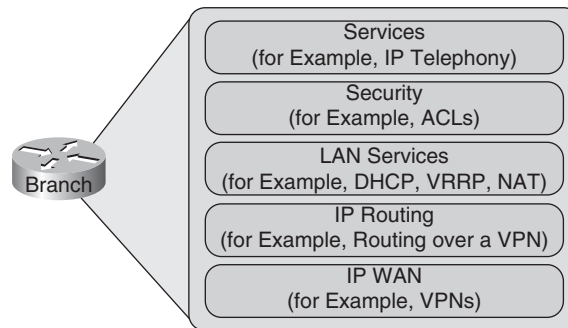 Services
(for Example, IP Telephony)
Security
(for Example, ACLs)
LAN Services
(for Example, DHCP, VRRP, NAT)
Branch
IP Routing
(for Example, Routing over a VPN)
IP WAN
(for Example, VPNs)